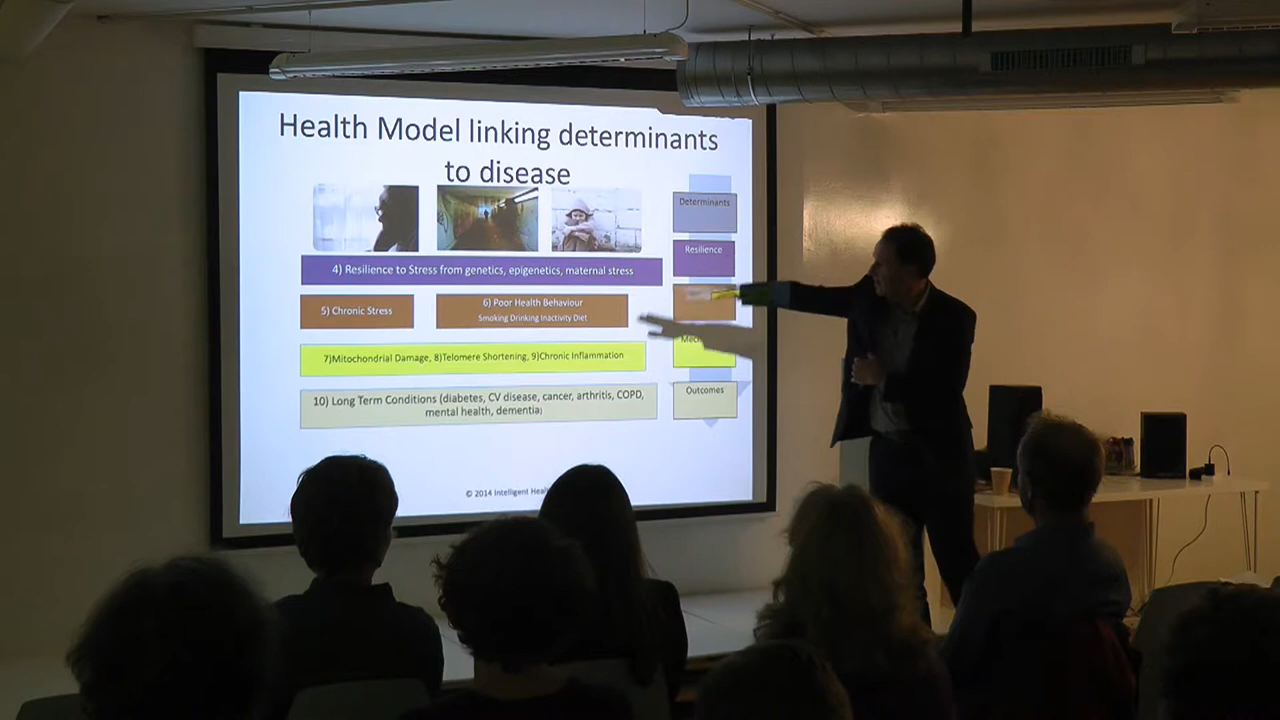 Health Model linking determinants
to disease
Determinants
4) Resilience to Stress from genetics, epigenetics, maternal stress
Resilience
5) Chronic Stress
6) Poor Health Behaviour
Smoking Drinking Inactivity Diet
7)Mitochondrial Damage, 8)Telomere Shortening, 9)Chronic Inflammation
10) Long Term Conditions (diabetes, CV disease, cancer, arthritis, COPD,
mental health, dementia)
Outcomes
© 2014 Intelligent